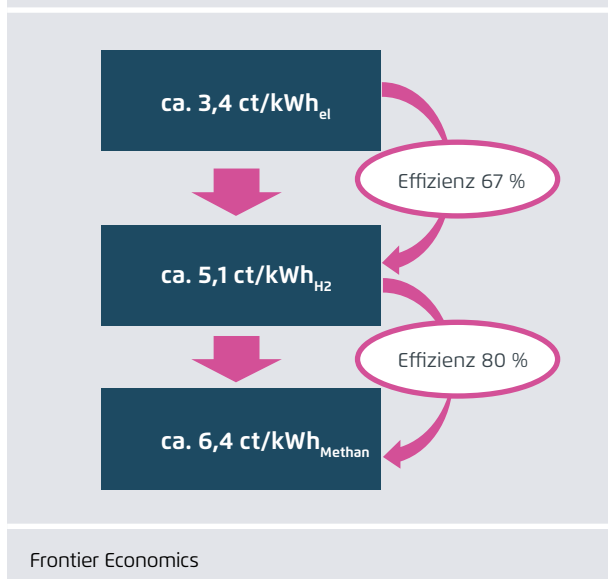 ca. 3,4 ct/kWhel
Effizienz 67 %
ca. 5,1 ct/kWhH2
Effizienz 80 %
ca. 6,4 ct/kWhMethan
Frontier Economics